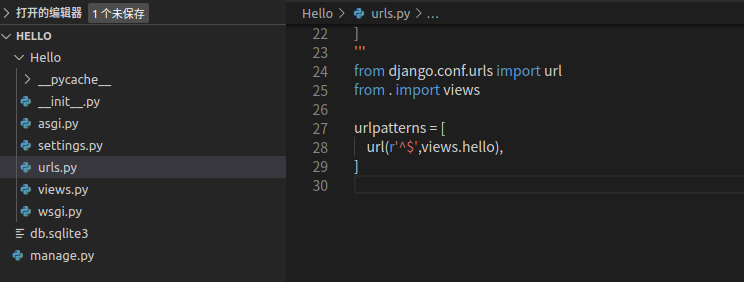 打开的编辑器 1 个未保存
HELLO
Hello
__pycache__
__init__.py
asgi.py
settings.py
urls.py
views.py
wsgi.py
db.sqlite3
manage.py
Hello > urls.py > ...
22 ]
23 '''
24 from django.conf.urls import url
25 from . import views
26
27 urlpatterns = [
28 url(r'^$',views.hello),
29 ]
30